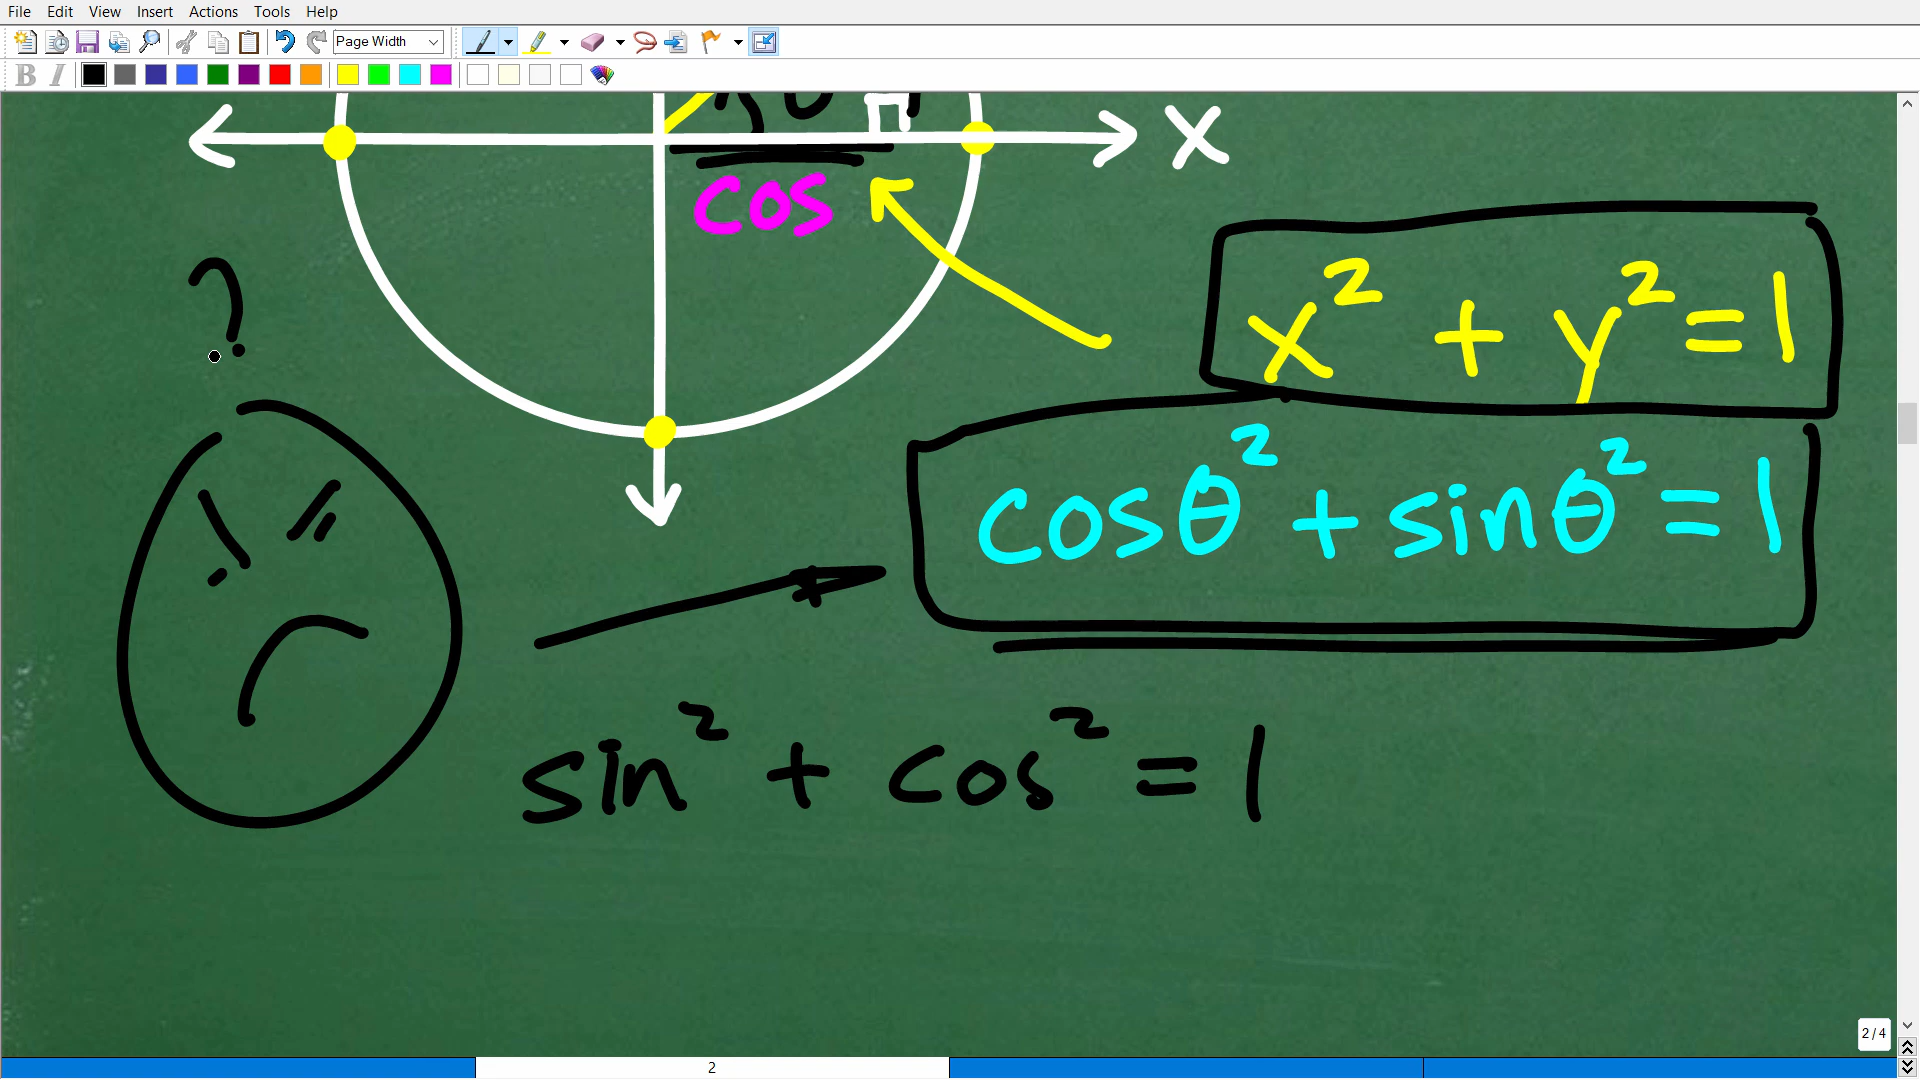 File Edit View Insert Actions Tools Help
Page Width
B I
x
cos
?
x² + y² = 1
cosθ² + sinθ² = 1
sin² + cos² = 1
2 / 4
2